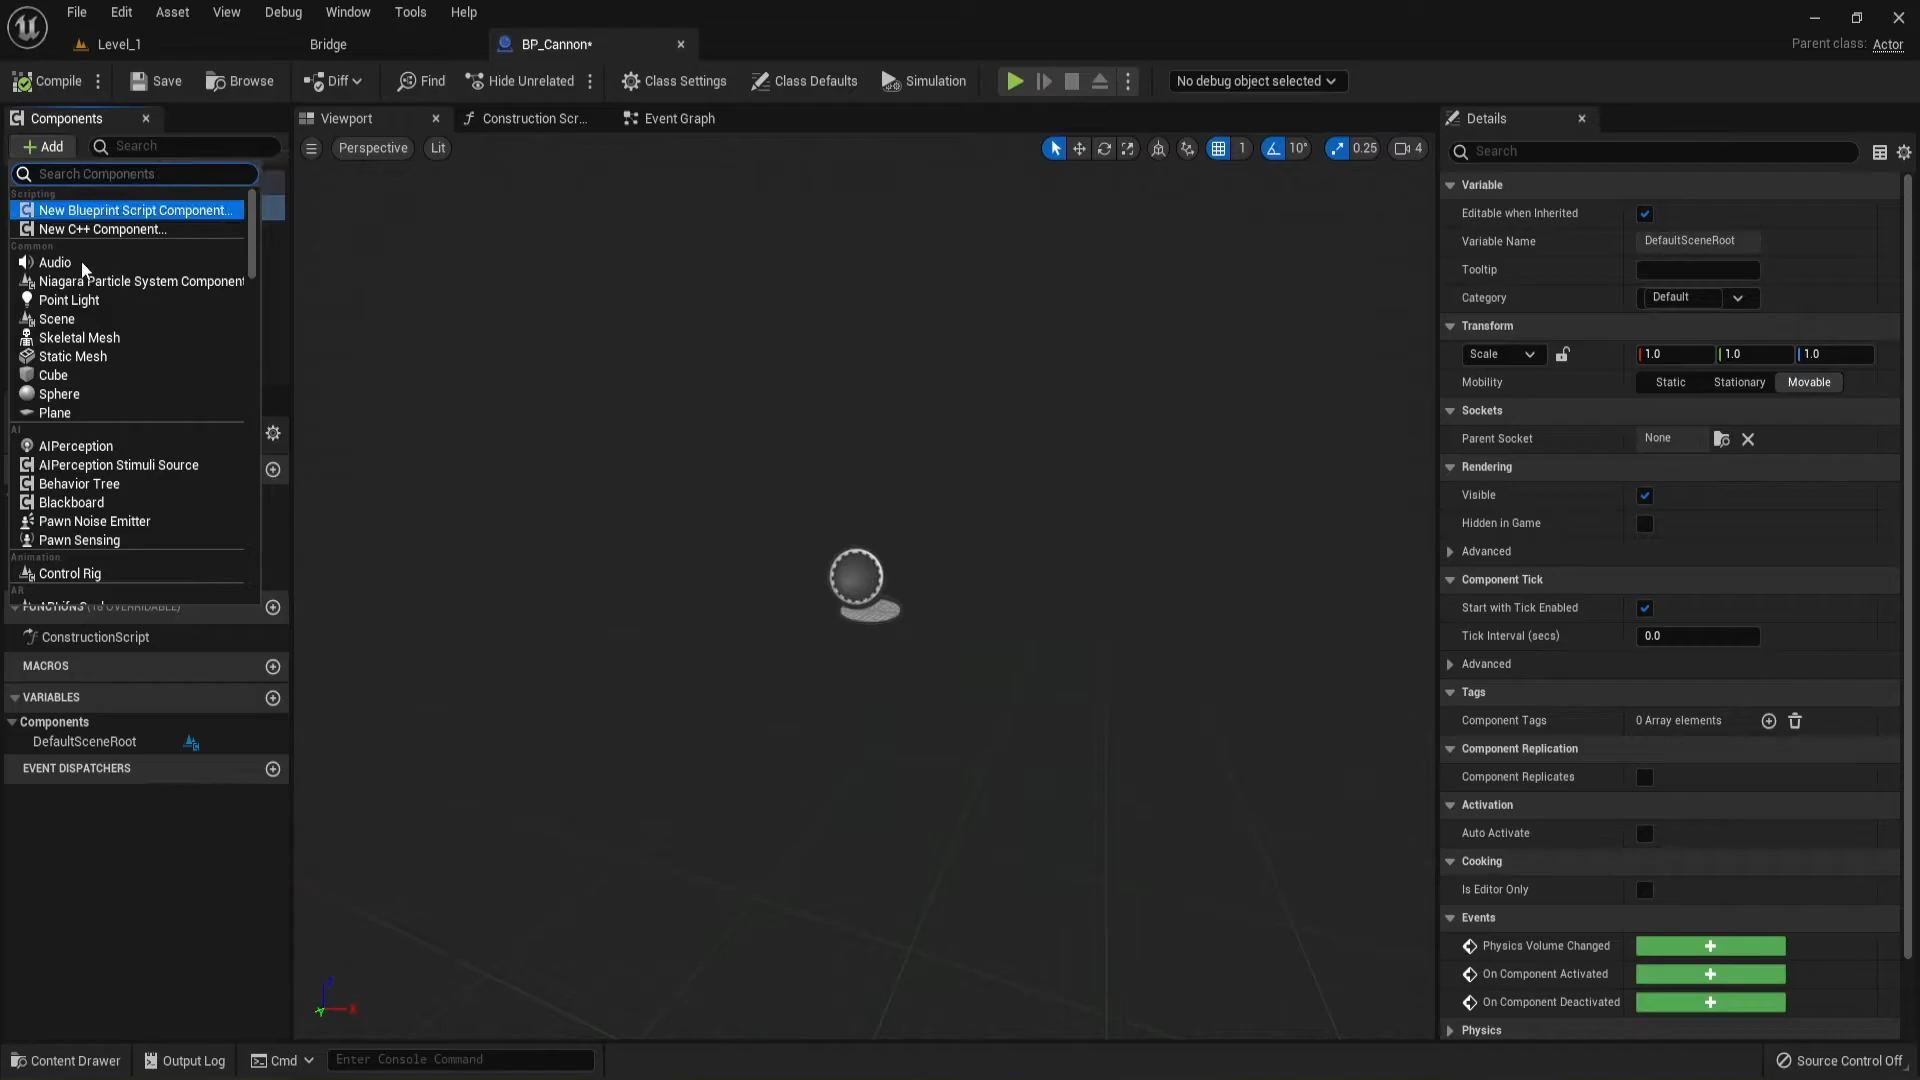 File Edit Asset View Debug Window Tools Help
Level_1 Bridge BP_Cannon* Parent class: Actor
Compile Save Browse Diff Find Hide Unrelated Class Settings Class Defaults Simulation No debug object selected
Components Viewport Construction Scr... Event Graph Details
Add Search Perspective Lit 1 10° 0.25 4 Search
Search Components
Scripting
New Blueprint Script Component...
New C++ Component...
Common
Audio
Niagara Particle System Component
Point Light
Scene
Skeletal Mesh
Static Mesh
Cube
Sphere
Plane
AI
AIPerception
AIPerception Stimuli Source
Behavior Tree
Blackboard
Pawn Noise Emitter
Pawn Sensing
Animation
Control Rig
AR
FUNCTIONS (18 OVERRIDABLE)
ConstructionScript
MACROS
VARIABLES
Components
DefaultSceneRoot
EVENT DISPATCHERS
Z
X
Y
Variable
Editable when Inherited
Variable Name DefaultSceneRoot
Tooltip
Category Default
Transform
Scale 1.0 1.0 1.0
Mobility Static Stationary Movable
Sockets
Parent Socket None
Rendering
Visible
Hidden in Game
Advanced
Component Tick
Start with Tick Enabled
Tick Interval (secs) 0.0
Advanced
Tags
Component Tags 0 Array elements
Component Replication
Component Replicates
Activation
Auto Activate
Cooking
Is Editor Only
Events
Physics Volume Changed
On Component Activated
On Component Deactivated
Physics
Content Drawer Output Log Cmd Enter Console Command Source Control Off